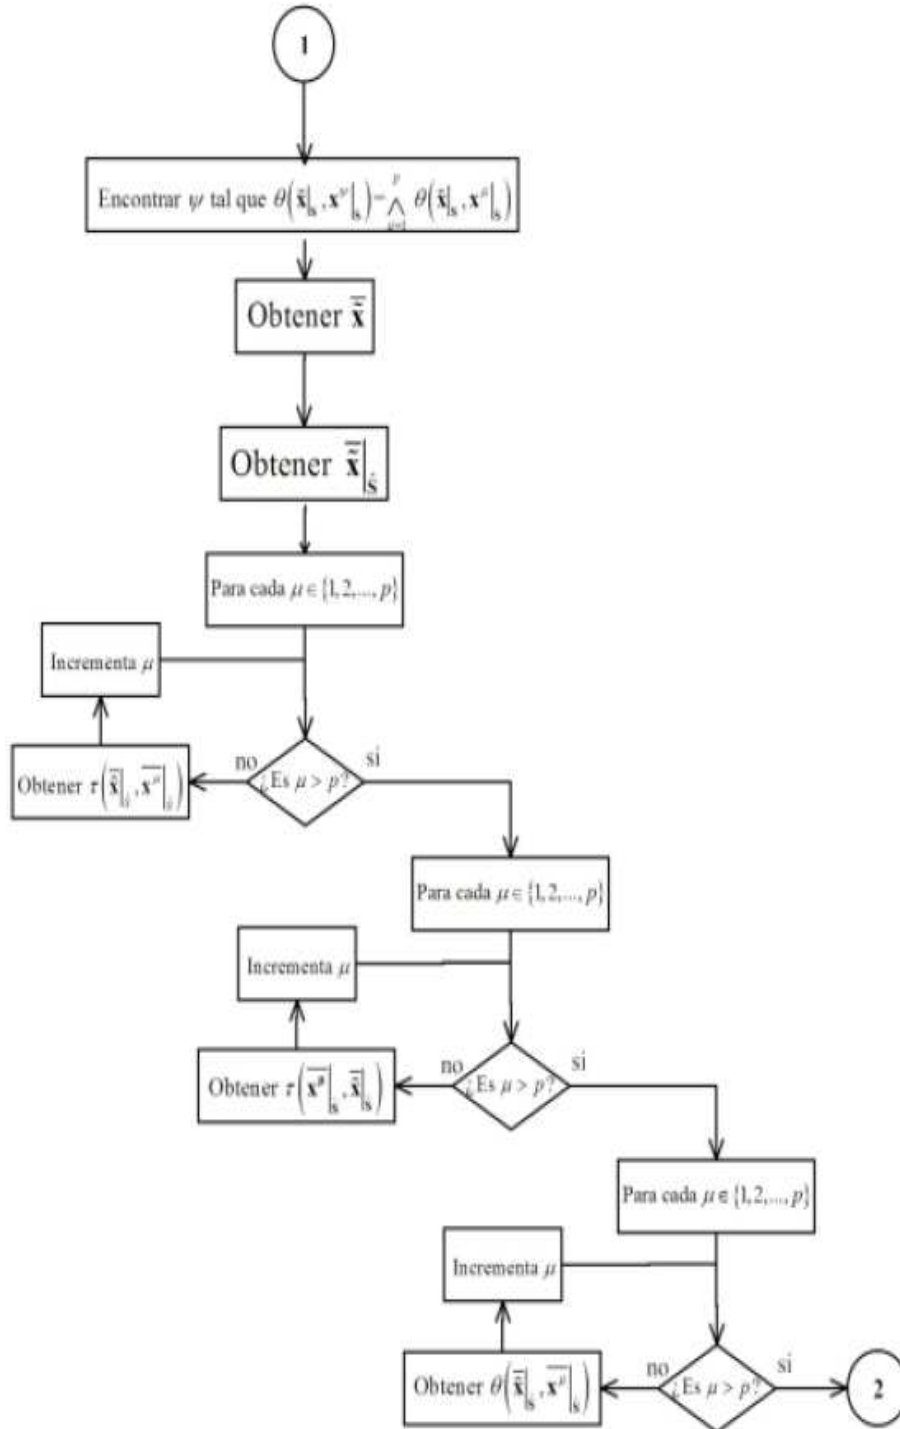 1
Encontrar ψ tal que θ(x̃|s, x^ψ|s) = ⋀ θ(x̃|s, x^μ|s)
p
μ=1
Obtener x̃̅
Obtener x̃̅|s
Para cada μ ∈ {1, 2, ..., p}
Incrementa μ
no
¿Es μ > p?
si
Obtener τ(x̃̅|s, x^μ̅|s)
Para cada μ ∈ {1, 2, ..., p}
Incrementa μ
no
¿Es μ > p?
si
Obtener τ(x^μ̅|s, x̃̅|s)
Para cada μ ∈ {1, 2, ..., p}
Incrementa μ
no
¿Es μ > p?
si
Obtener θ(x̃̅|s, x^μ̅|s)
2